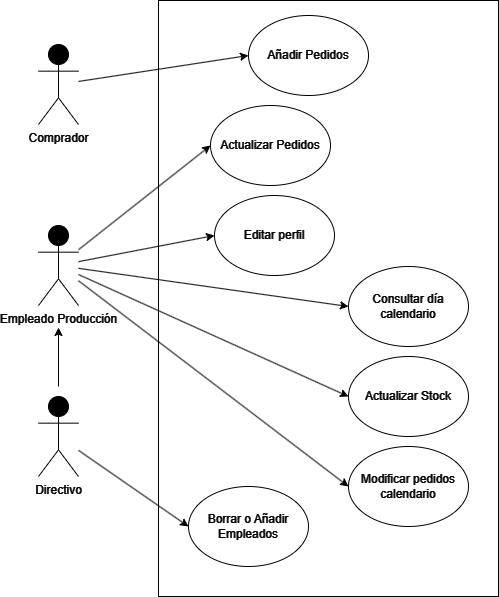 Añadir Pedidos
Comprador
Actualizar Pedidos
Editar perfil
Empleado Producción
Consultar día
calendario
Actualizar Stock
Directivo
Modificar pedidos
calendario
Borrar o Añadir
Empleados